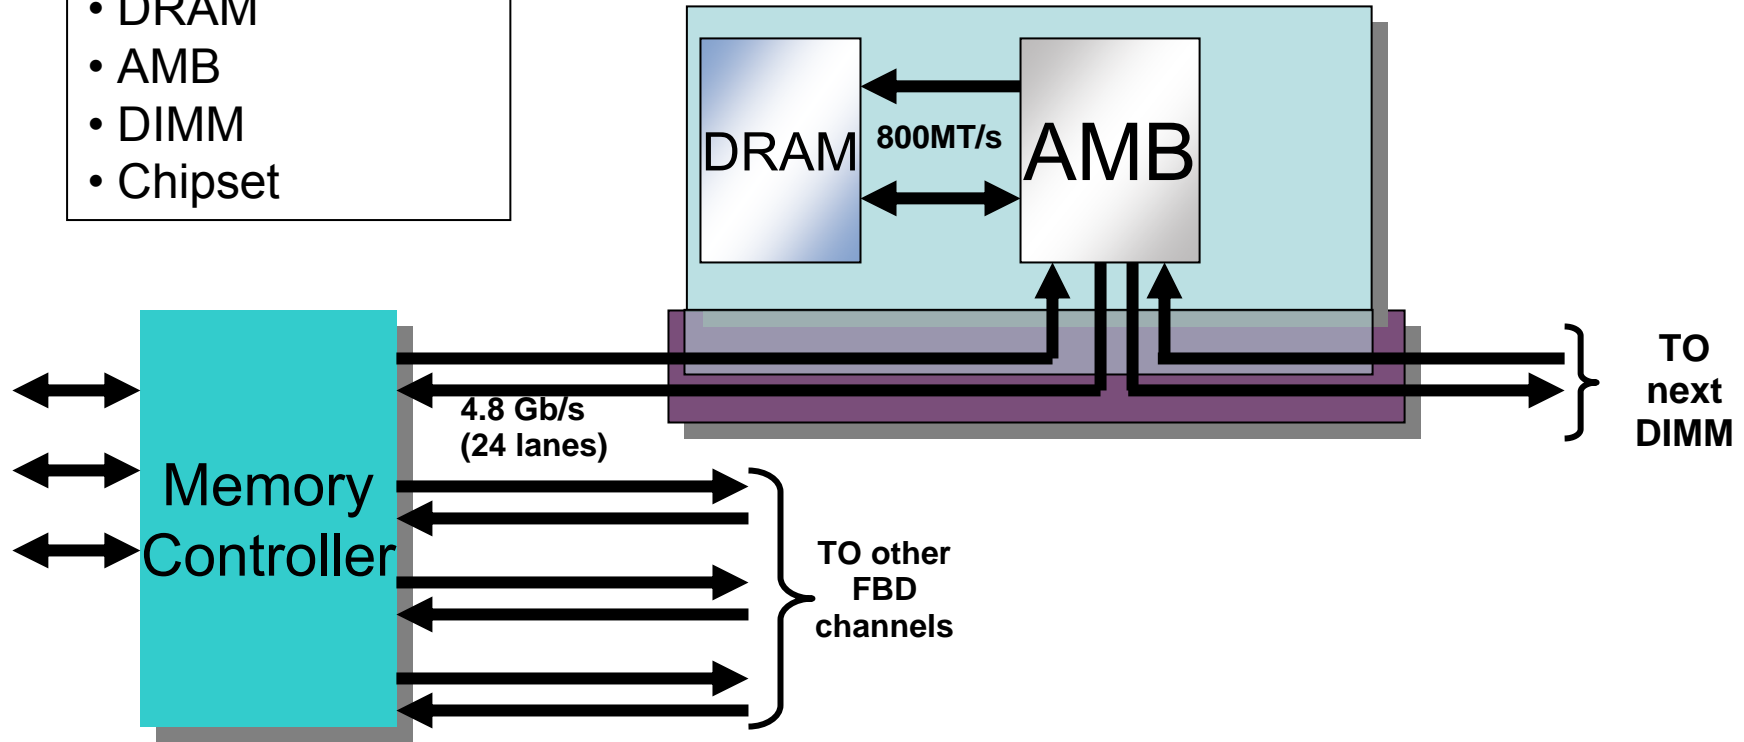 • DRAM
• AMB
• DIMM
• Chipset
DRAM
800MT/s
AMB
4.8 Gb/s
(24 lanes)
Memory
Controller
TO other
FBD
channels
TO
next
DIMM